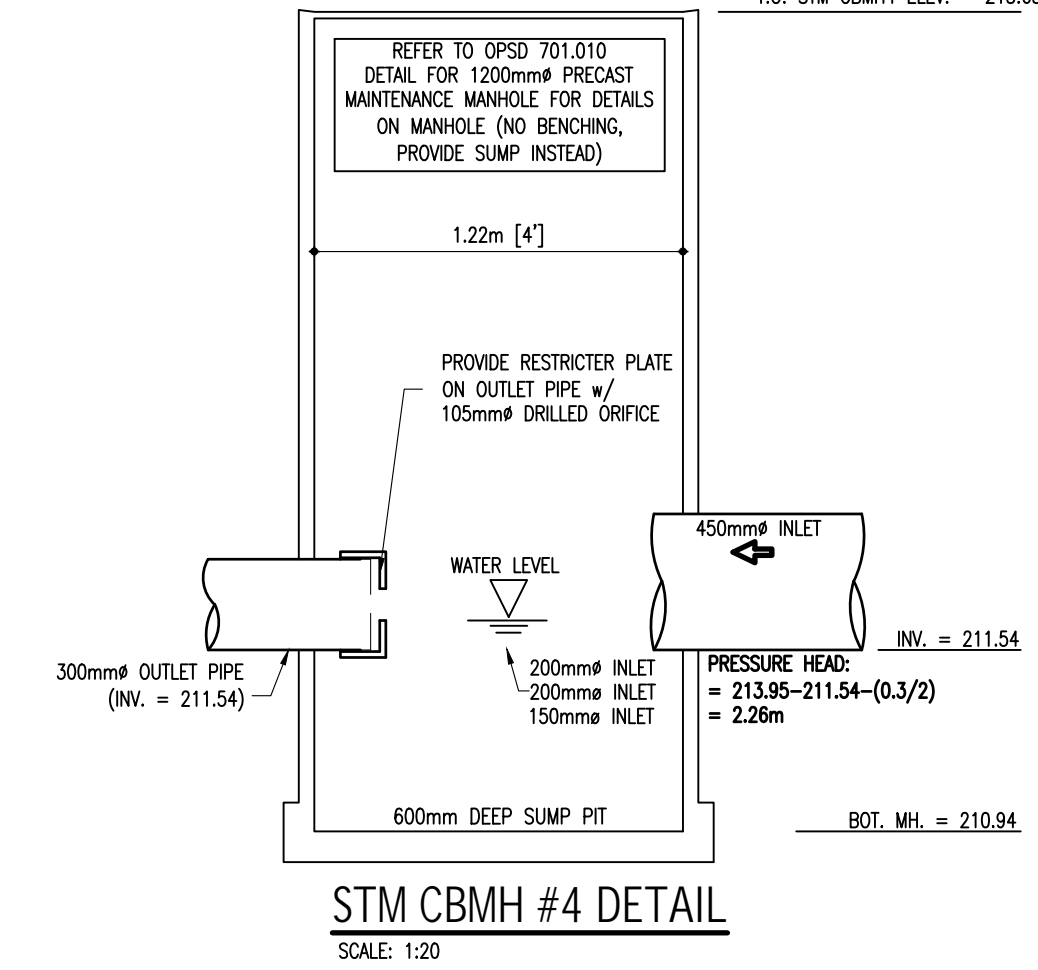 REFER TO OPSD 701.010
DETAIL FOR 1200mmø PRECAST
MAINTENANCE MANHOLE FOR DETAILS
ON MANHOLE (NO BENCHING,
PROVIDE SUMP INSTEAD)
1.22m [4']
PROVIDE RESTRICTER PLATE
ON OUTLET PIPE w/
105mmø DRILLED ORIFICE
450mmø INLET
WATER LEVEL
INV. = 211.54
300mmø OUTLET PIPE
(INV. = 211.54)
200mmø INLET
200mmø INLET
150mmø INLET
PRESSURE HEAD:
= 213.95-211.54-(0.3/2)
= 2.26m
600mm DEEP SUMP PIT
BOT. MH. = 210.94
STM CBMH #4 DETAIL
SCALE: 1:20